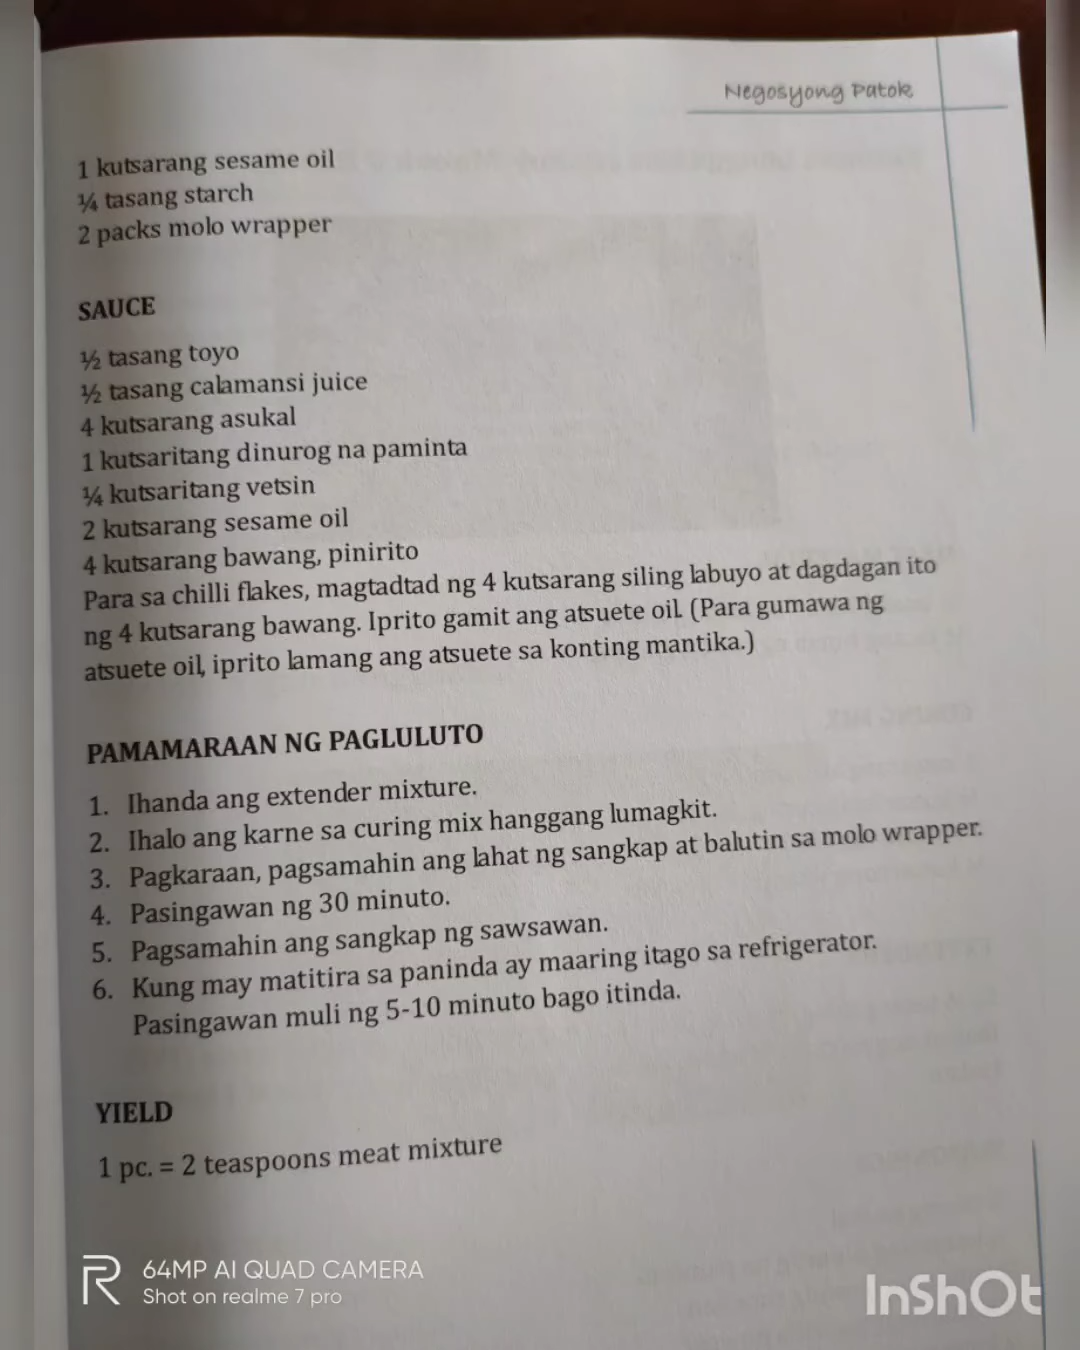 Negosyong Patok
1 kutsarang sesame oil
¼ tasang starch
2 packs molo wrapper
SAUCE
½ tasang toyo
½ tasang calamansi juice
4 kutsarang asukal
1 kutsaritang dinurog na paminta
¼ kutsaritang vetsin
2 kutsarang sesame oil
4 kutsarang bawang, pinirito
Para sa chilli flakes, magtadtad ng 4 kutsarang siling labuyo at dagdagan ito
ng 4 kutsarang bawang. Iprito gamit ang atsuete oil. (Para gumawa ng
atsuete oil, iprito lamang ang atsuete sa konting mantika.)
PAMAMARAAN NG PAGLULUTO
1. Ihanda ang extender mixture.
2. Ihalo ang karne sa curing mix hanggang lumagkit.
3. Pagkaraan, pagsamahin ang lahat ng sangkap at balutin sa molo wrapper.
4. Pasingawan ng 30 minuto.
5. Pagsamahin ang sangkap ng sawsawan.
6. Kung may matitira sa paninda ay maaring itago sa refrigerator.
Pasingawan muli ng 5-10 minuto bago itinda.
YIELD
1 pc. = 2 teaspoons meat mixture
R
64MP AI QUAD CAMERA
Shot on realme 7 pro
InShOt